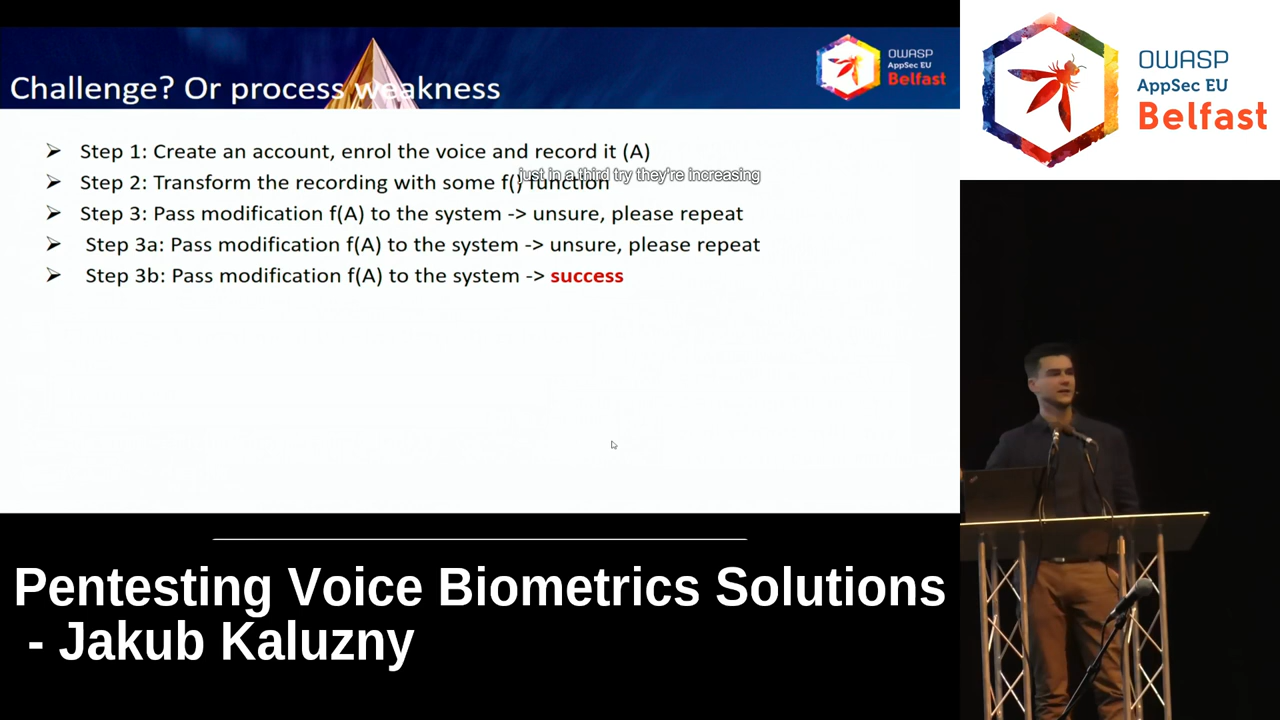 Challenge? Or process weakness
OWASP
AppSec EU
Belfast
Step 1: Create an account, enrol the voice and record it (A)
Step 2: Transform the recording with some f() function
just in a third try they're increasing
Step 3: Pass modification f(A) to the system -> unsure, please repeat
Step 3a: Pass modification f(A) to the system -> unsure, please repeat
Step 3b: Pass modification f(A) to the system -> success
OWASP
AppSec EU
Belfast
Pentesting Voice Biometrics Solutions
- Jakub Kaluzny